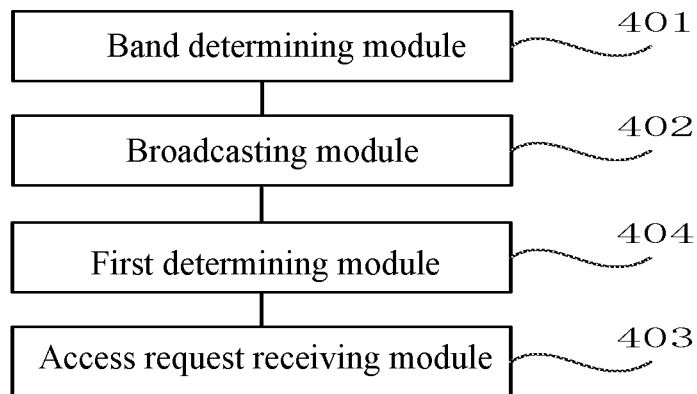 Band determining module
401
Broadcasting module
402
First determining module
404
Access request receiving module
403